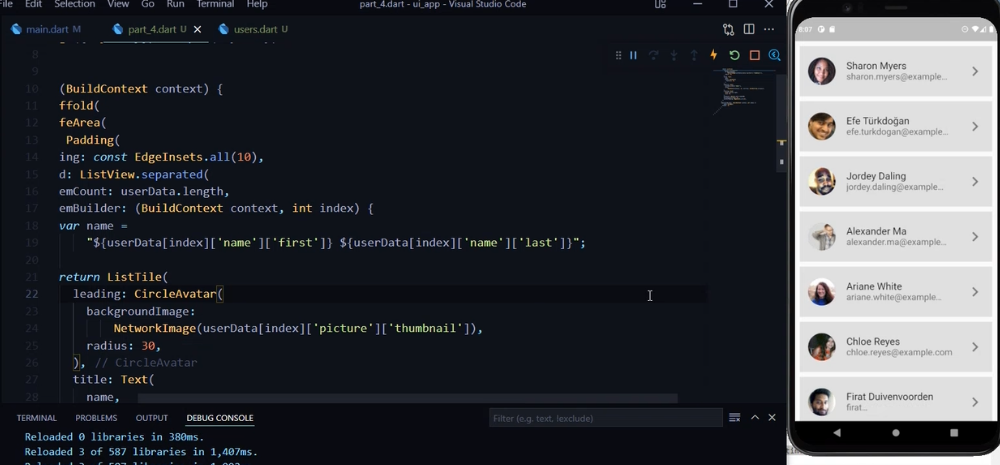 File Edit Selection View Go Run Terminal Help part_4.dart - ui_app - Visual Studio Code
main.dart M part_4.dart U users.dart U
8
9
10 (BuildContext context) {
11 ffold(
12 feArea(
13 Padding(
14 ing: const EdgeInsets.all(10),
15 d: ListView.separated(
16 emCount: userData.length,
17 emBuilder: (BuildContext context, int index) {
18 var name =
19 "${userData[index]['name']['first']} ${userData[index]['name']['last']}";
20
21 return ListTile(
22 leading: CircleAvatar(
23 backgroundImage:
24 NetworkImage(userData[index]['picture']['thumbnail']),
25 radius: 30,
26 ), // CircleAvatar
27 title: Text(
28 name,
TERMINAL PROBLEMS OUTPUT DEBUG CONSOLE
Filter (e.g. text, !exclude)
Reloaded 0 libraries in 380ms.
Reloaded 3 of 587 libraries in 1,407ms.
8:07
Sharon Myers
sharon.myers@example...
Efe Türkdoğan
efe.turkdogan@example...
Jordey Daling
jordey.daling@example...
Alexander Ma
alexander.ma@example...
Ariane White
ariane.white@example...
Chloe Reyes
chloe.reyes@example.com
Firat Duivenvoorden
firat...